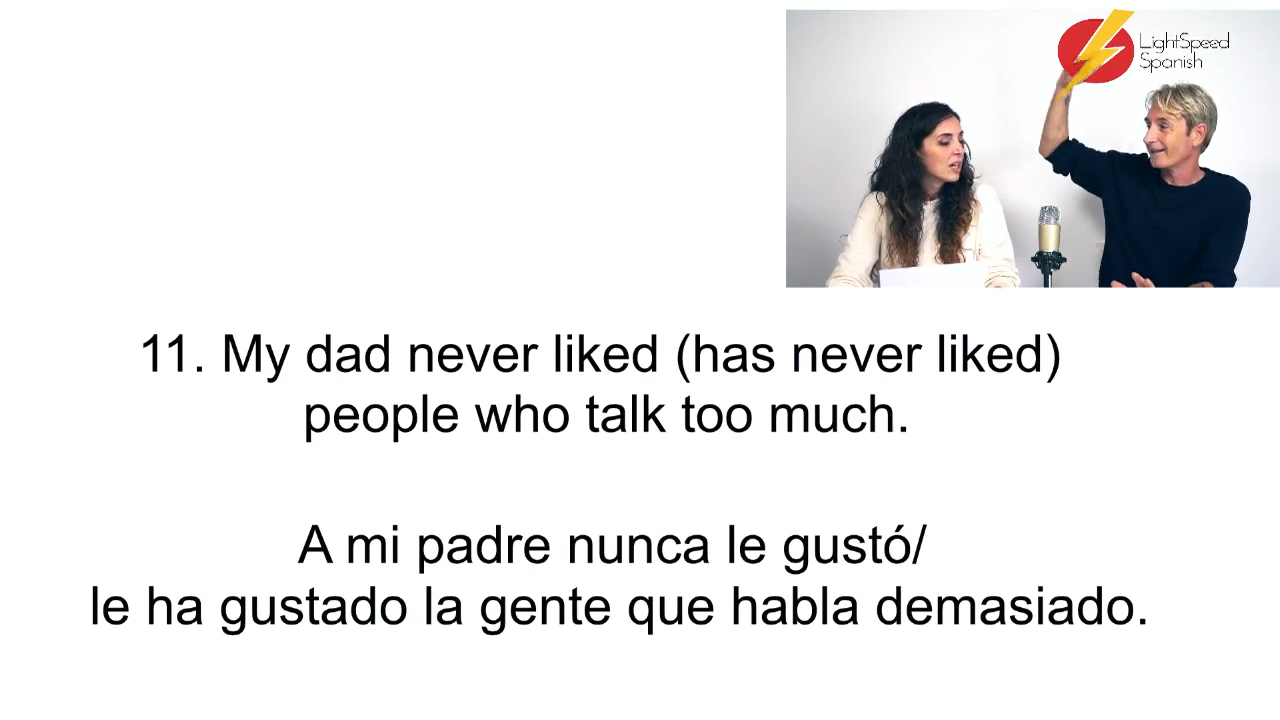 LightSpeed
Spanish
11. My dad never liked (has never liked)
people who talk too much.
A mi padre nunca le gustó/
le ha gustado la gente que habla demasiado.